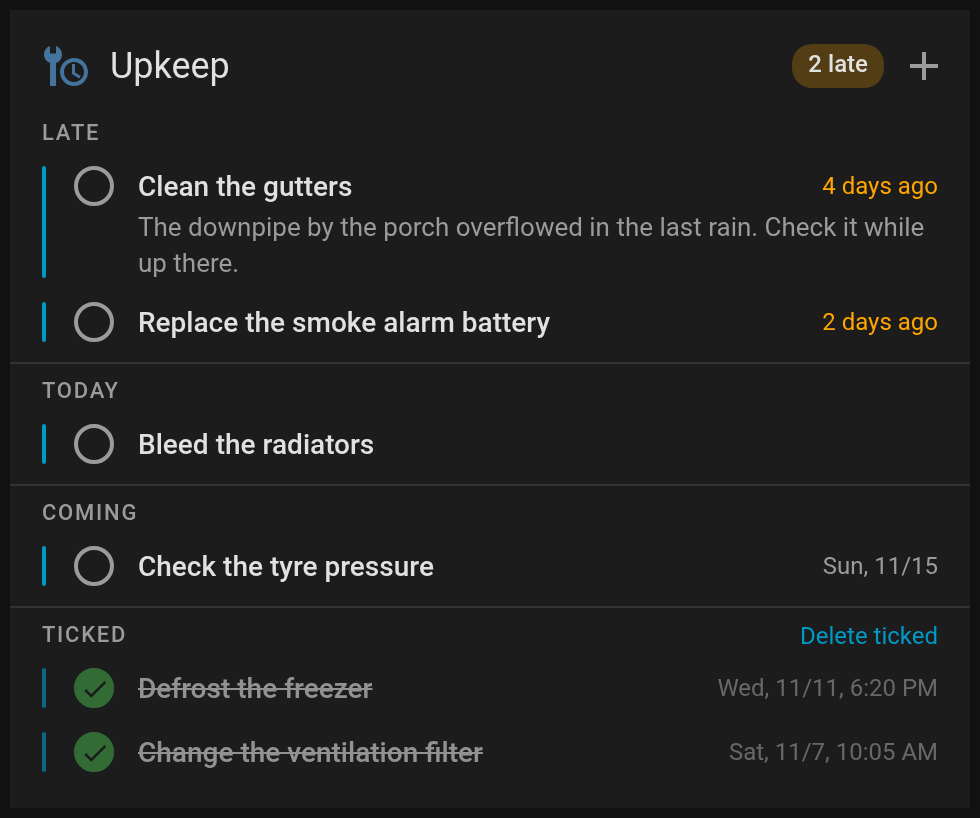 Upkeep
2 late
LATE
Clean the gutters
4 days ago
The downpipe by the porch overflowed in the last rain. Check it while
up there.
Replace the smoke alarm battery
2 days ago
TODAY
Bleed the radiators
COMING
Check the tyre pressure
Sun, 11/15
TICKED
Delete ticked
Defrost the freezer
Wed, 11/11, 6:20 PM
Change the ventilation filter
Sat, 11/7, 10:05 AM